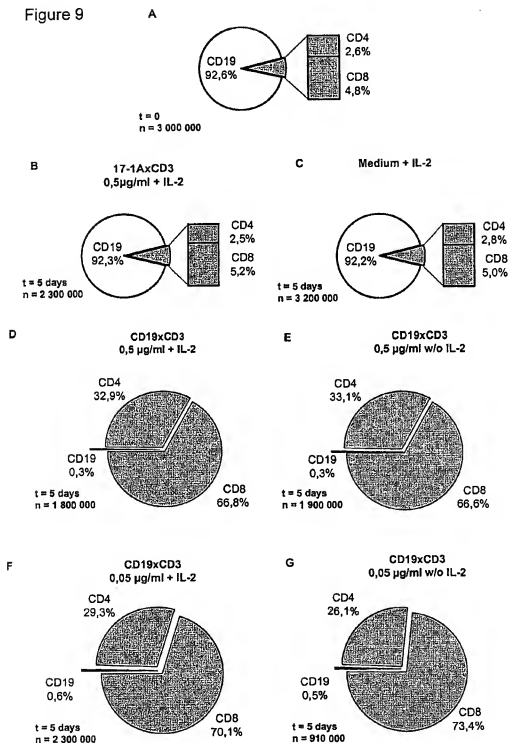 Figure 9
A
CD19
92,6%
CD4
2,6%
CD8
4,8%
t = 0
n = 3 000 000
B
17-1AxCD3
0,5µg/ml + IL-2
CD19
92,3%
CD4
2,5%
CD8
5,2%
t = 5 days
n = 2 300 000
C
Medium + IL-2
CD19
92,2%
CD4
2,8%
CD8
5,0%
t = 5 days
n = 3 200 000
D
CD19xCD3
0,5 µg/ml + IL-2
CD4
32,9%
CD19
0,3%
CD8
66,8%
t = 5 days
n = 1 800 000
E
CD19xCD3
0,5 µg/ml w/o IL-2
CD4
33,1%
CD19
0,3%
CD8
66,6%
t = 5 days
n = 1 900 000
F
CD19xCD3
0,05 µg/ml + IL-2
CD4
29,3%
CD19
0,6%
CD8
70,1%
t = 5 days
n = 2 300 000
G
CD19xCD3
0,05 µg/ml w/o IL-2
CD4
26,1%
CD19
0,5%
CD8
73,4%
t = 5 days
n = 910 000